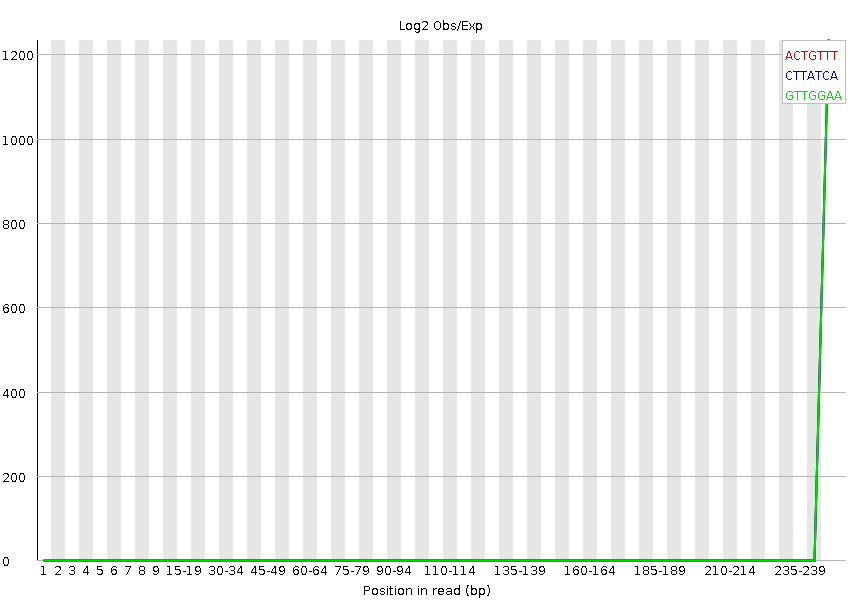 Log2 Obs/Exp
1200
1000
800
600
400
200
0
ACTGTTT
CTTATCA
GTTGGAA
1 2 3 4 5 6 7 8 9 15-19 30-34 45-49 60-64 75-79 90-94 110-114 135-139 160-164 185-189 210-214 235-239
Position in read (bp)